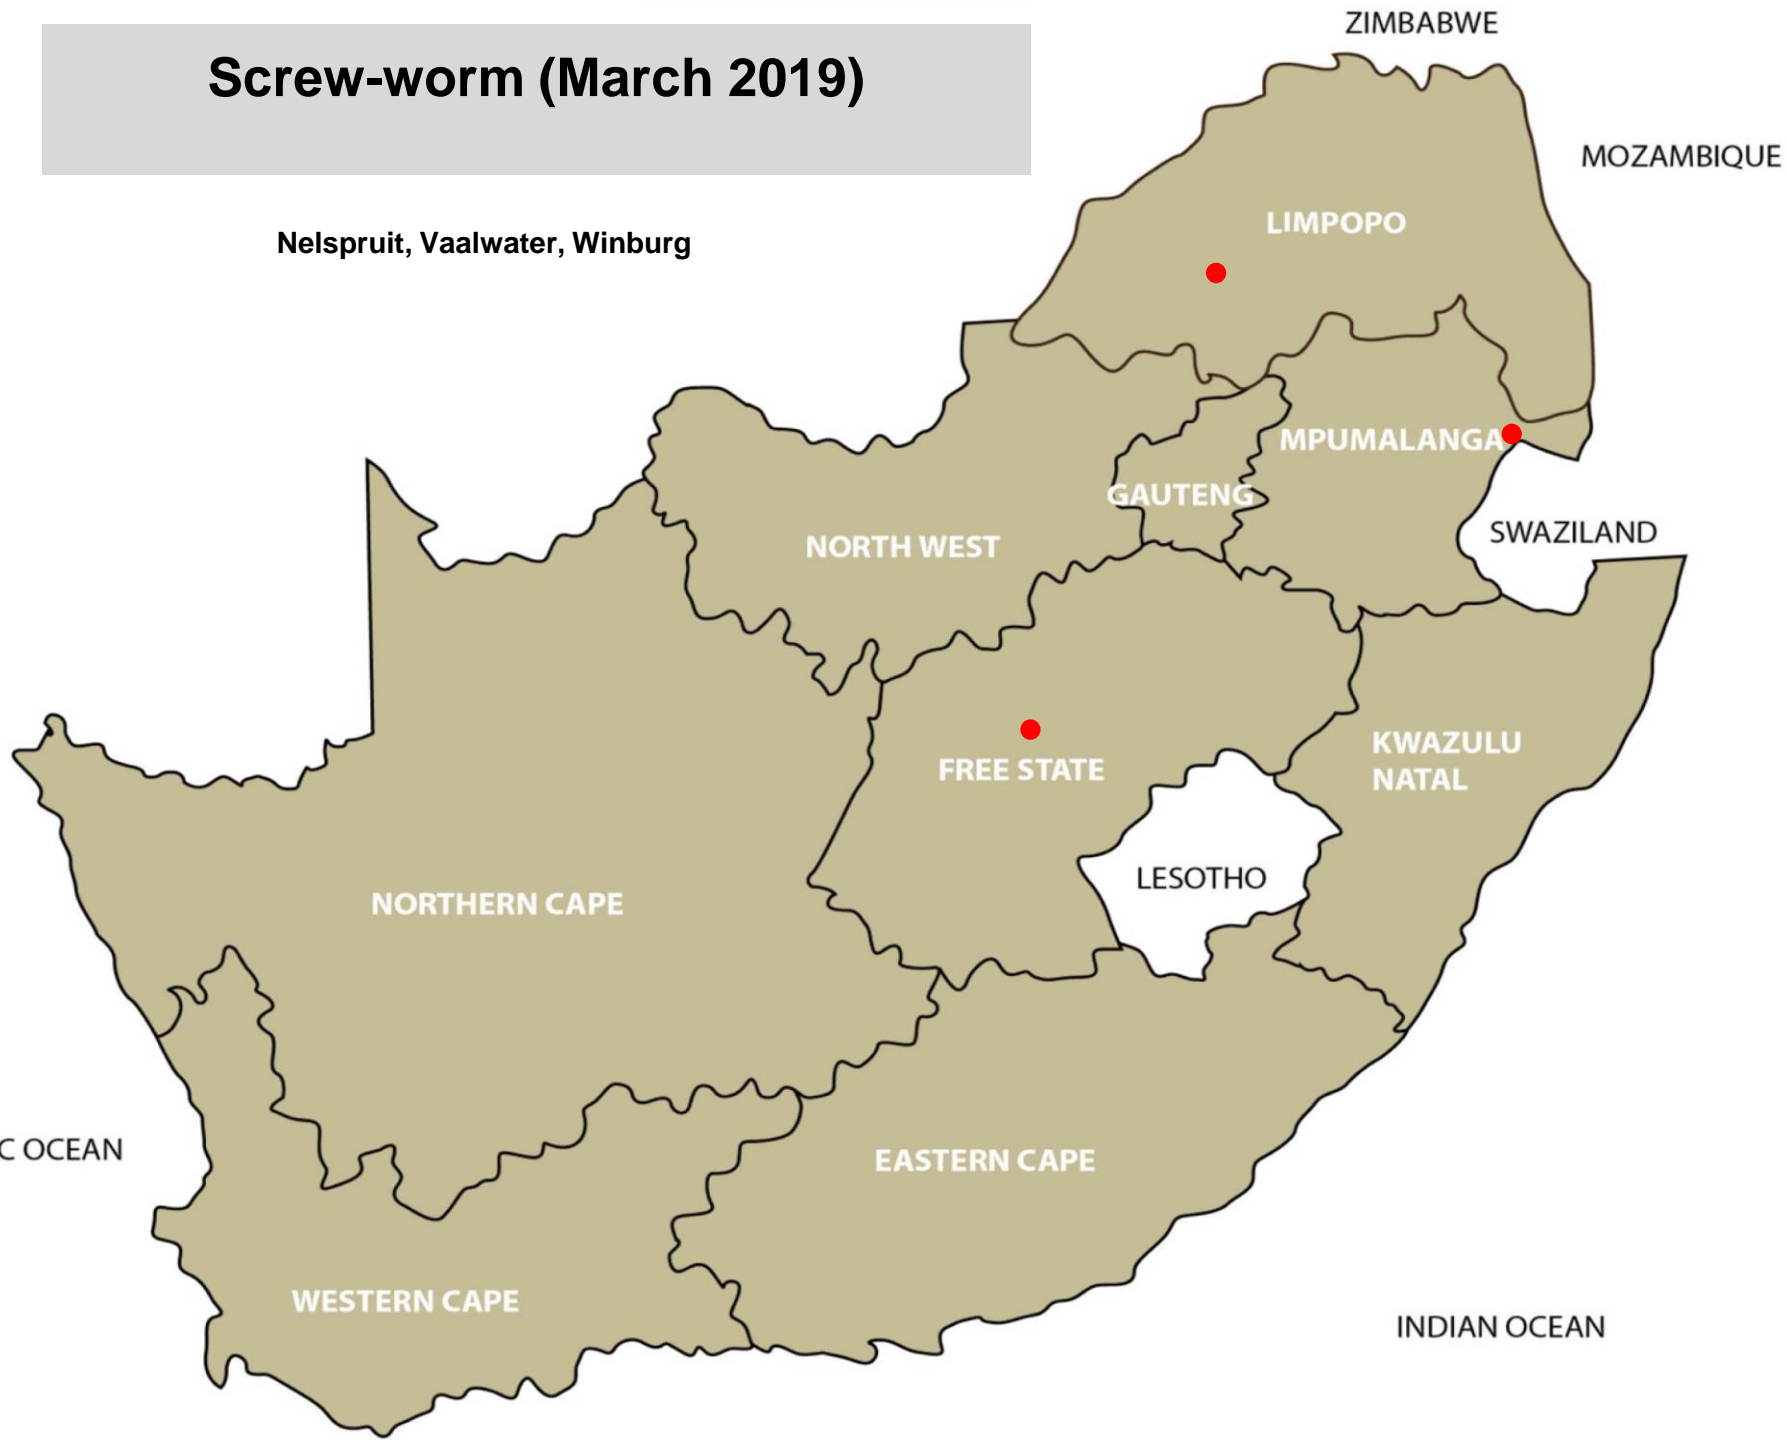 ZIMBABWE
Screw-worm (March 2019)
MOZAMBIQUE
LIMPOPO
Nelspruit, Vaalwater, Winburg
MPUMALANGA
GAUTENG
SWAZILAND
NORTH WEST
KWAZULU
NATAL
FREE STATE
LESOTHO
NORTHERN CAPE
C OCEAN
EASTERN CAPE
WESTERN CAPE
INDIAN OCEAN